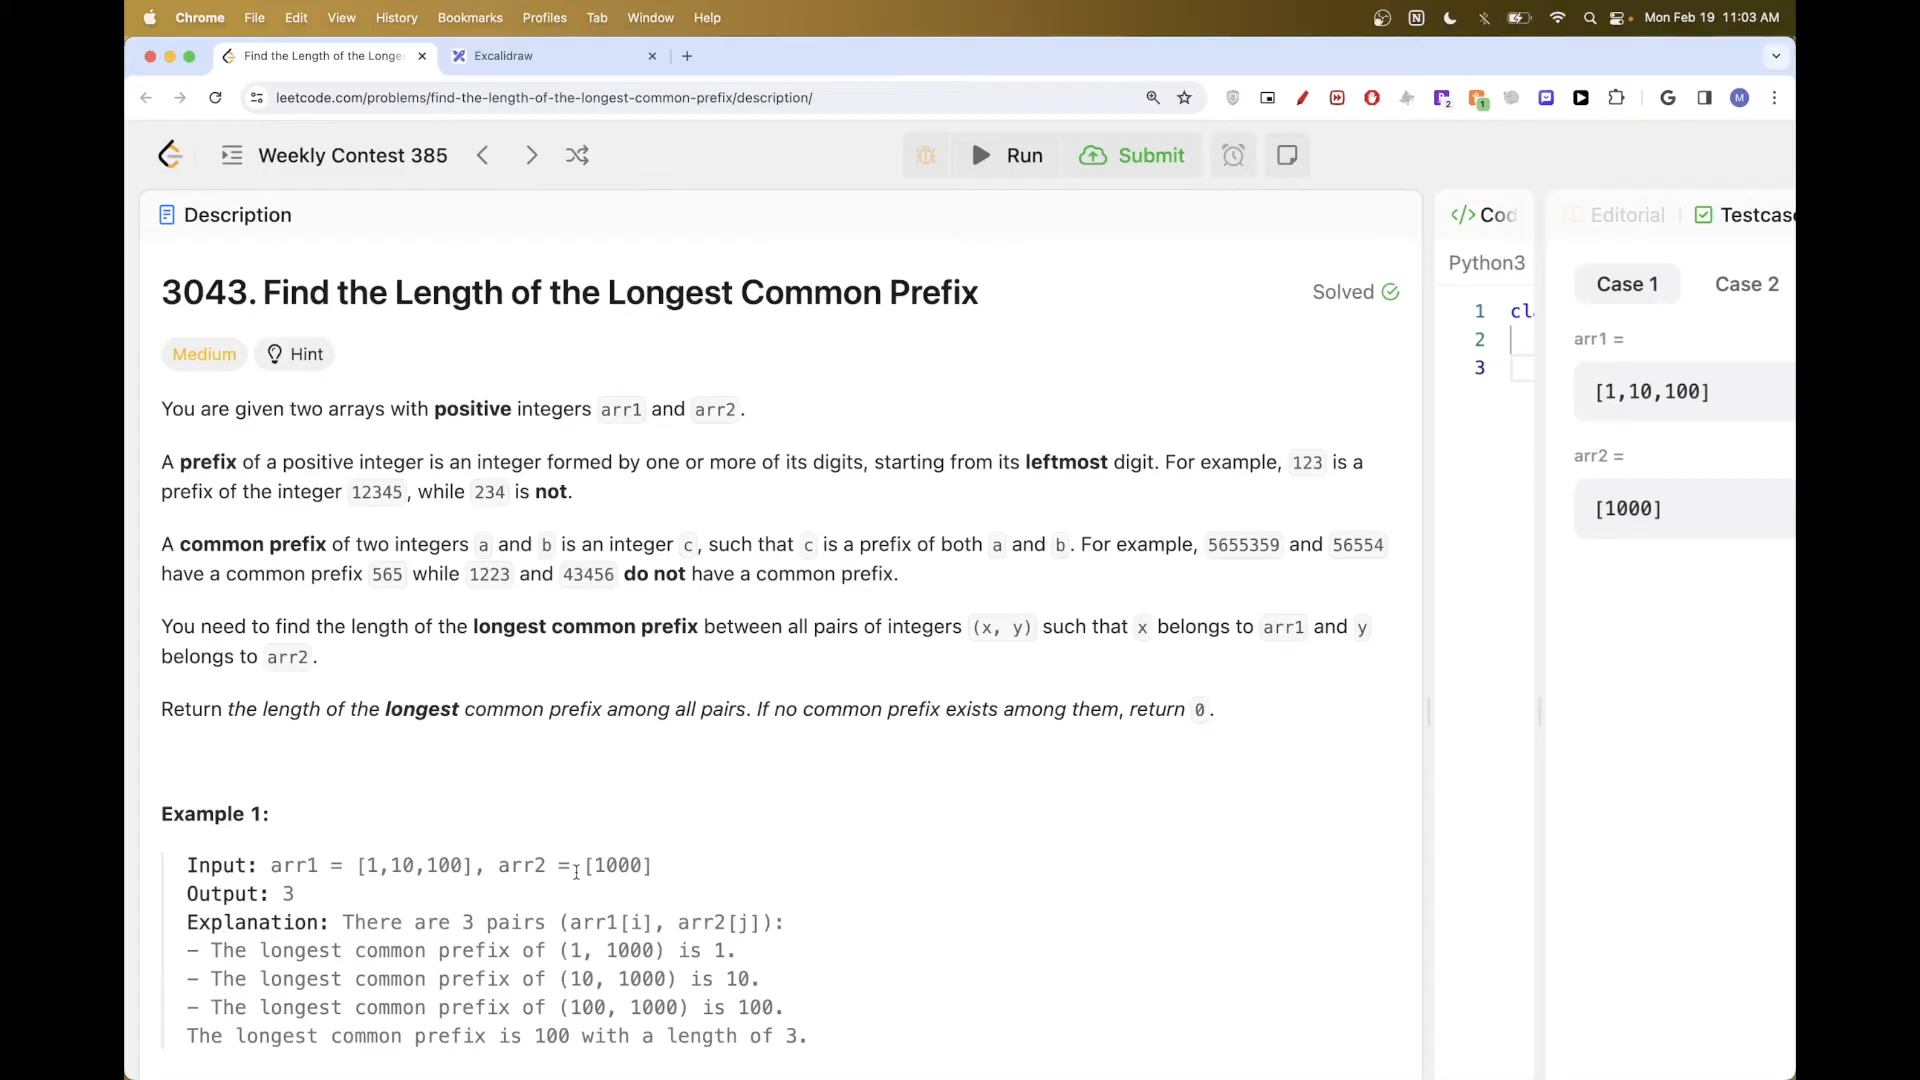 Chrome File Edit View History Bookmarks Profiles Tab Window Help Mon Feb 19 11:03 AM
Find the Length of the Longe Excalidraw
leetcode.com/problems/find-the-length-of-the-longest-common-prefix/description/
Weekly Contest 385 Run Submit
Description
3043. Find the Length of the Longest Common Prefix
Solved
Medium Hint
You are given two arrays with positive integers arr1 and arr2.
A prefix of a positive integer is an integer formed by one or more of its digits, starting from its leftmost digit. For example, 123 is a
prefix of the integer 12345, while 234 is not.
A common prefix of two integers a and b is an integer c, such that c is a prefix of both a and b. For example, 5655359 and 56554
have a common prefix 565 while 1223 and 43456 do not have a common prefix.
You need to find the length of the longest common prefix between all pairs of integers (x, y) such that x belongs to arr1 and y
belongs to arr2.
Return the length of the longest common prefix among all pairs. If no common prefix exists among them, return 0.
Example 1:
Input: arr1 = [1,10,100], arr2 = [1000]
Output: 3
Explanation: There are 3 pairs (arr1[i], arr2[j]):
- The longest common prefix of (1, 1000) is 1.
- The longest common prefix of (10, 1000) is 10.
- The longest common prefix of (100, 1000) is 100.
The longest common prefix is 100 with a length of 3.
</> Cod
Python3
1 cla
2
3
Editorial Testcase
Case 1 Case 2
arr1 =
[1,10,100]
arr2 =
[1000]